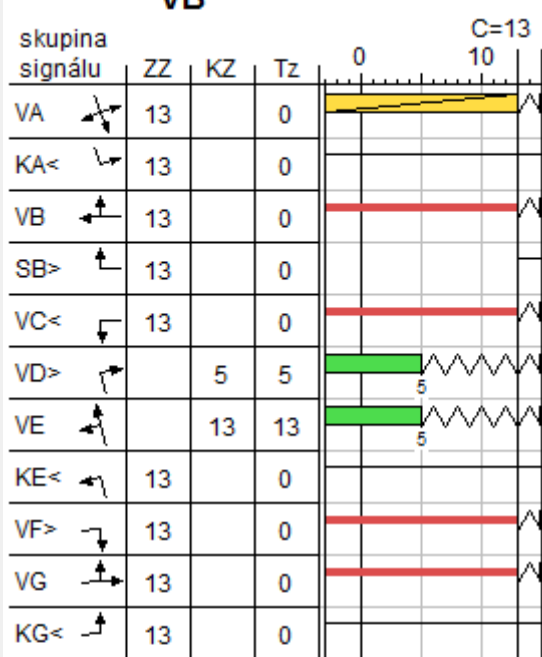 VB
C=13
skupina
signálu ZZ KZ Tz 0 10
VA 13 0
KA< 13 0
VB 13 0
SB> 13 0
VC< 13 0
VD> 5 5
5
VE 13 13
5
KE< 13 0
VF> 13 0
VG 13 0
KG< 13 0